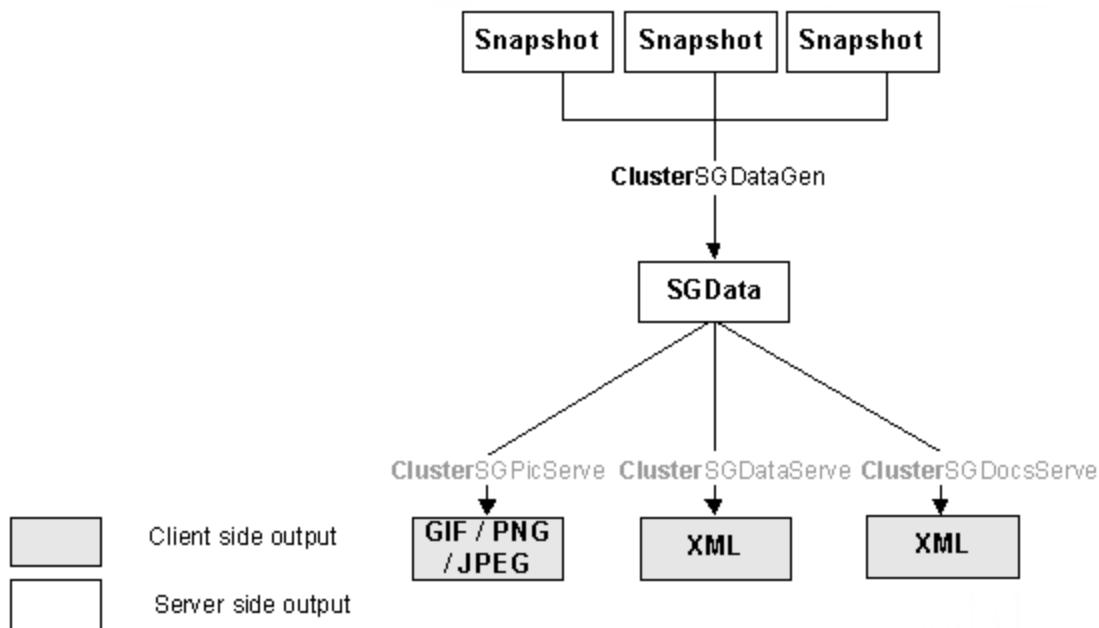 Snapshot
Snapshot
Snapshot
ClusterSGDataGen
SGData
ClusterSGPicServe
ClusterSGDataServe
ClusterSGDocsServe
GIF / PNG
/ JPEG
XML
XML
Client side output
Server side output